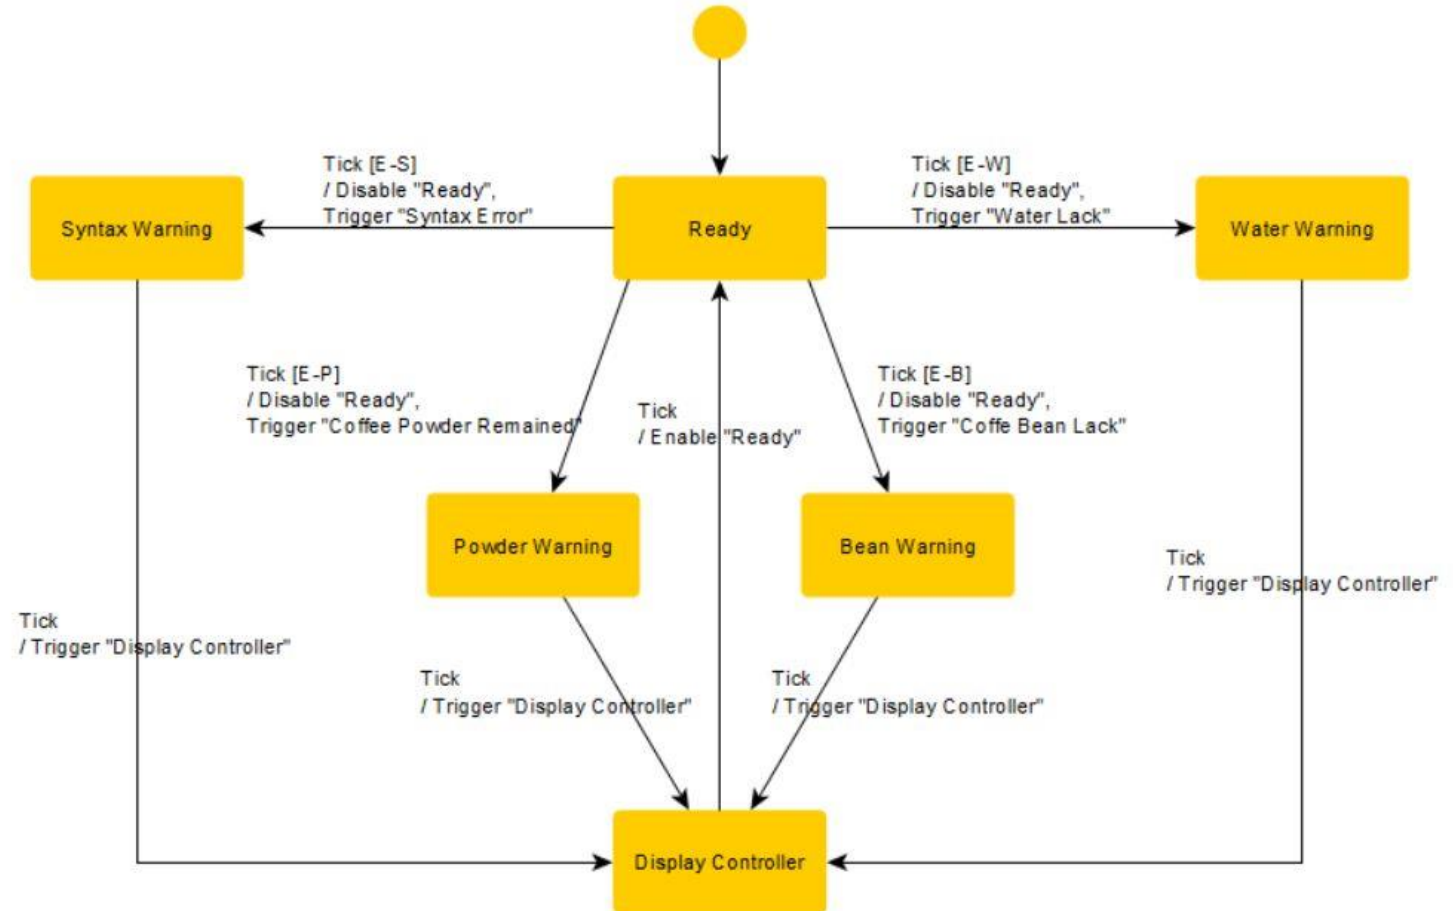 Tick [E-S]
/ Disable "Ready",
Trigger "Syntax Error"
Tick [E-W]
/ Disable "Ready",
Trigger "Water Lack"
Syntax Warning
Ready
Water Warning
Tick [E-P]
/ Disable "Ready",
Trigger "Coffee Powder Remained"
Tick
/ Enable "Ready"
Tick [E-B]
/ Disable "Ready",
Trigger "Coffe Bean Lack"
Powder Warning
Bean Warning
Tick
/ Trigger "Display Controller"
Tick
/ Trigger "Display Controller"
Tick
/ Trigger "Display Controller"
Tick
/ Trigger "Display Controller"
Display Controller